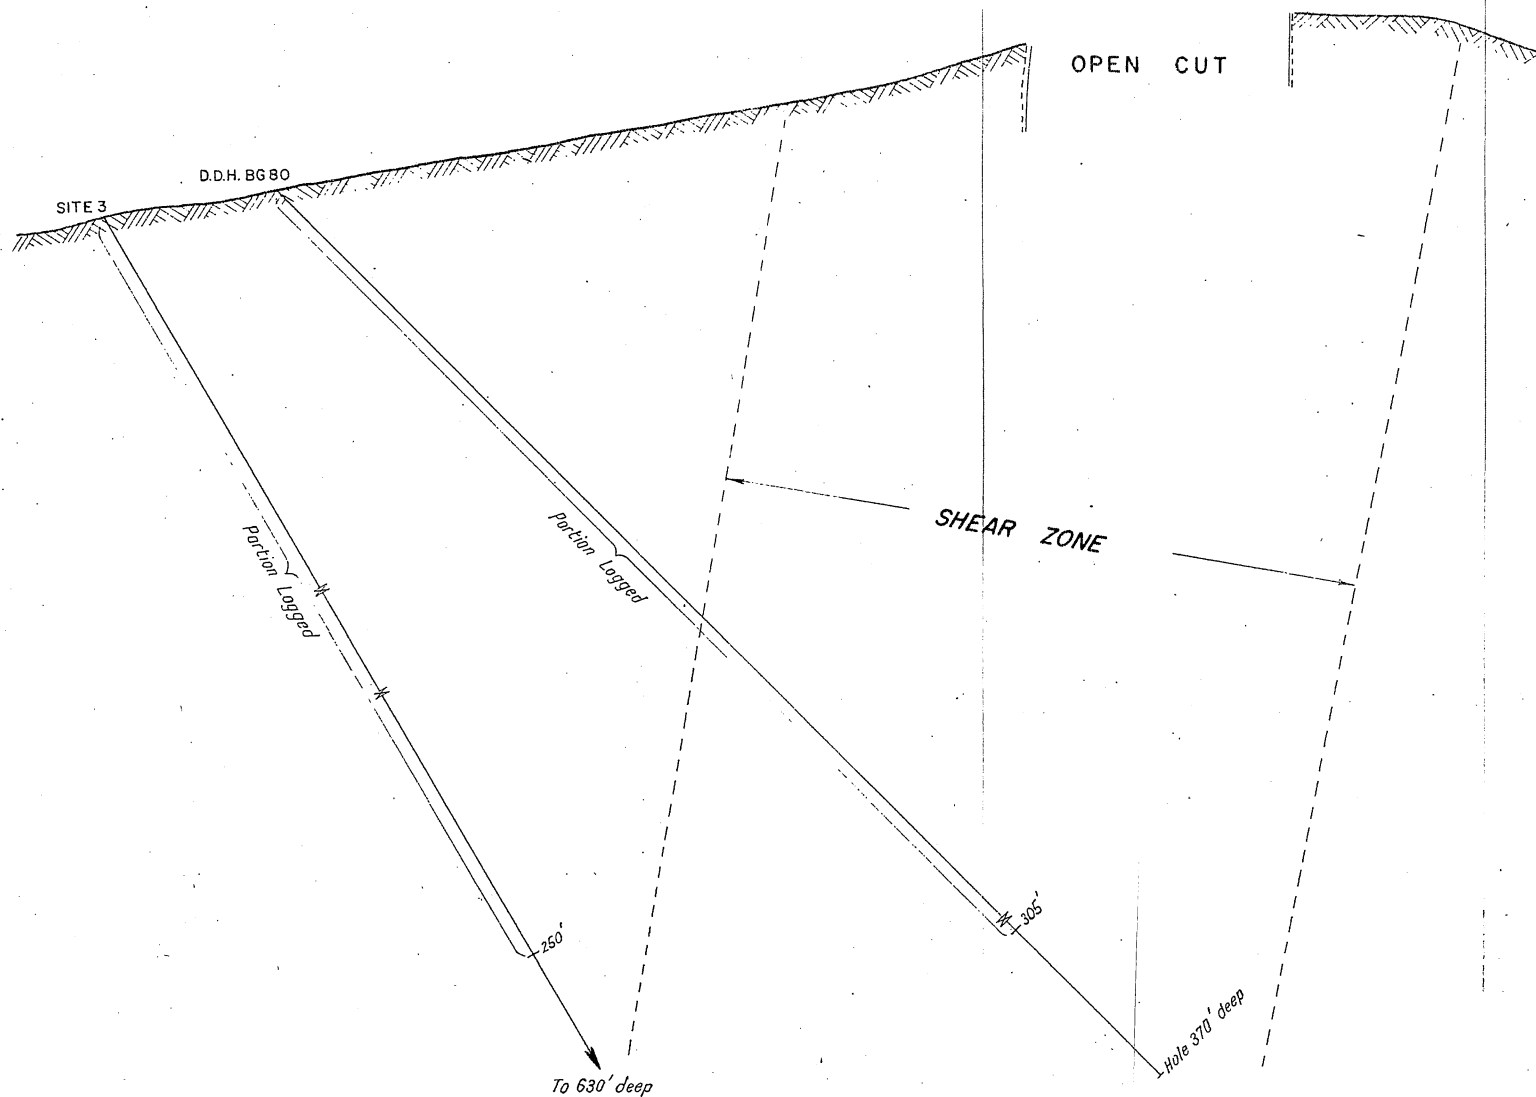 OPEN CUT
D.D.H. BG 80
SITE 3
SHEAR ZONE
Portion Logged
Portion Logged
305'
250'
Hole 370' deep
To 630' deep